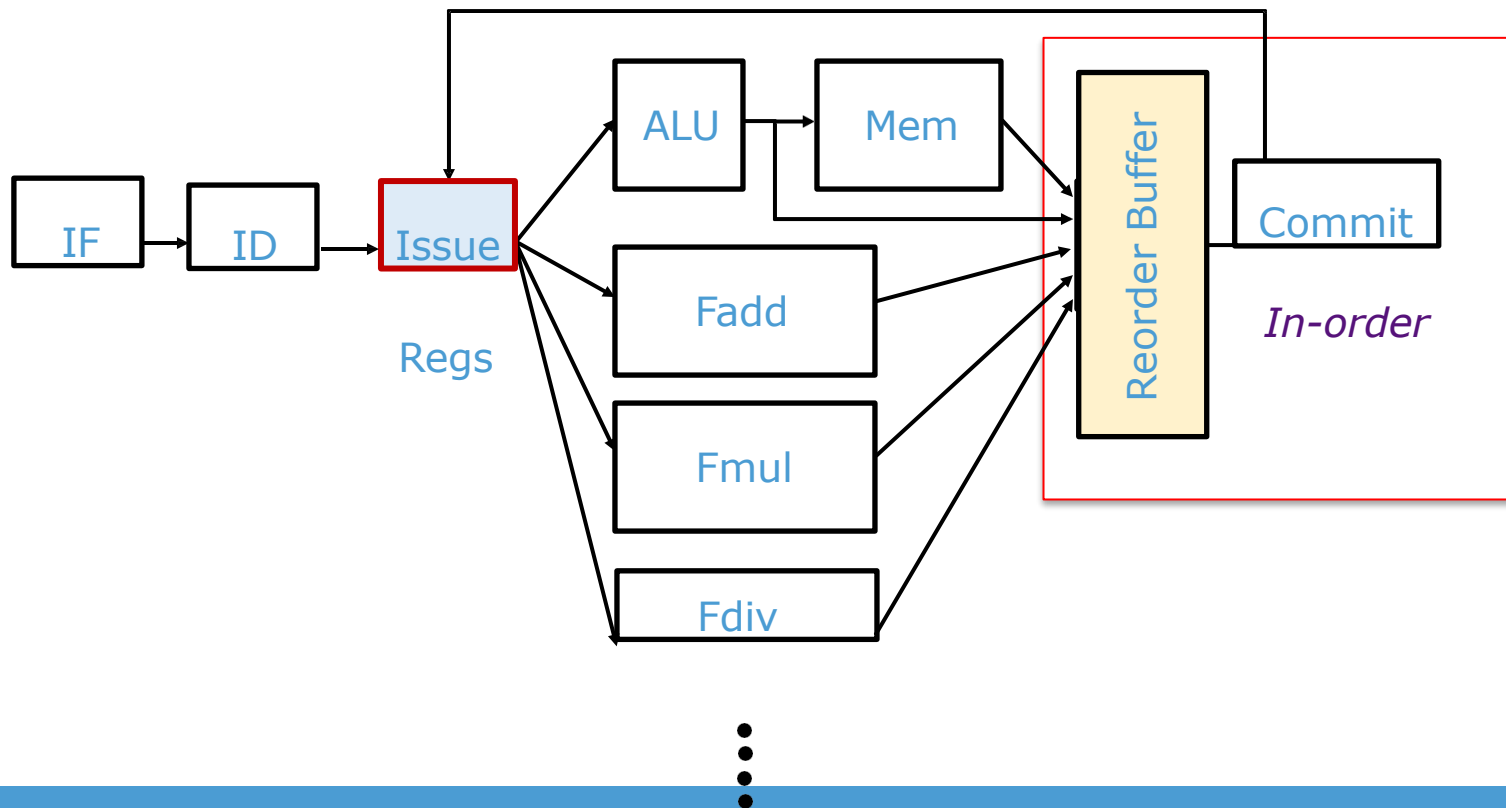 IF
ID
Issue
Regs
ALU
Mem
Fadd
Fmul
Fdiv
Reorder Buffer
Commit
In-order